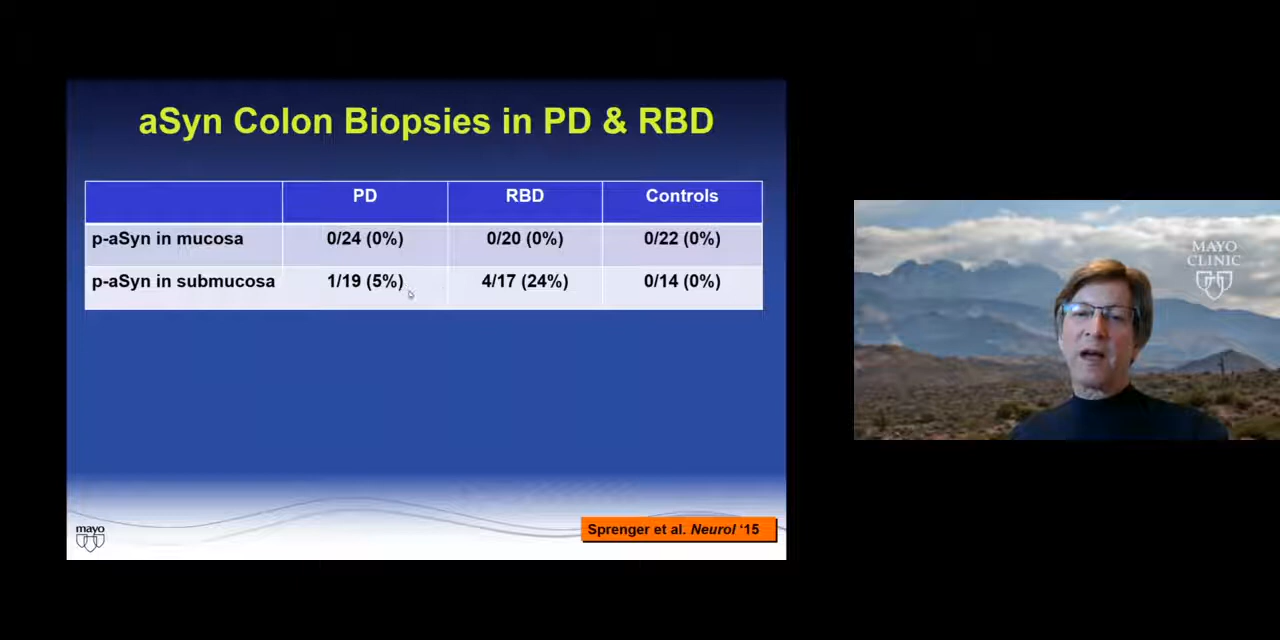 aSyn Colon Biopsies in PD & RBD
PD RBD Controls
p-aSyn in mucosa 0/24 (0%) 0/20 (0%) 0/22 (0%)
p-aSyn in submucosa 1/19 (5%) 4/17 (24%) 0/14 (0%)
MAYO
CLINIC
mayo
Sprenger et al. Neurol ‘15